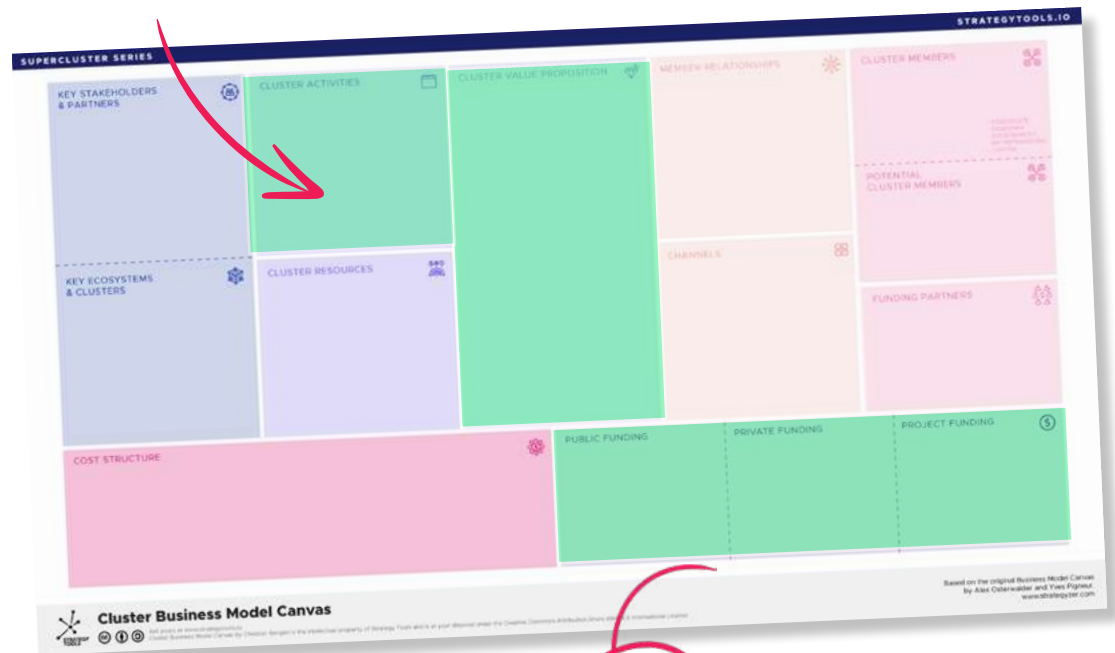 SUPERCLUSTER SERIES
STRATEGYTOOLS.IO
KEY STAKEHOLDERS
& PARTNERS
CLUSTER ACTIVITIES
CLUSTER VALUE PROPOSITION
MEMBER RELATIONSHIPS
CLUSTER MEMBERS
POTENTIAL
CLUSTER MEMBERS
KEY ECOSYSTEMS
& CLUSTERS
CLUSTER RESOURCES
CHANNELS
FUNDING PARTNERS
COST STRUCTURE
PUBLIC FUNDING
PRIVATE FUNDING
PROJECT FUNDING
Cluster Business Model Canvas
Based on the original Business Model Canvas
by Alex Osterwalder and Yves Pigneur.
www.strategyzer.com
STRATEGY
TOOLS